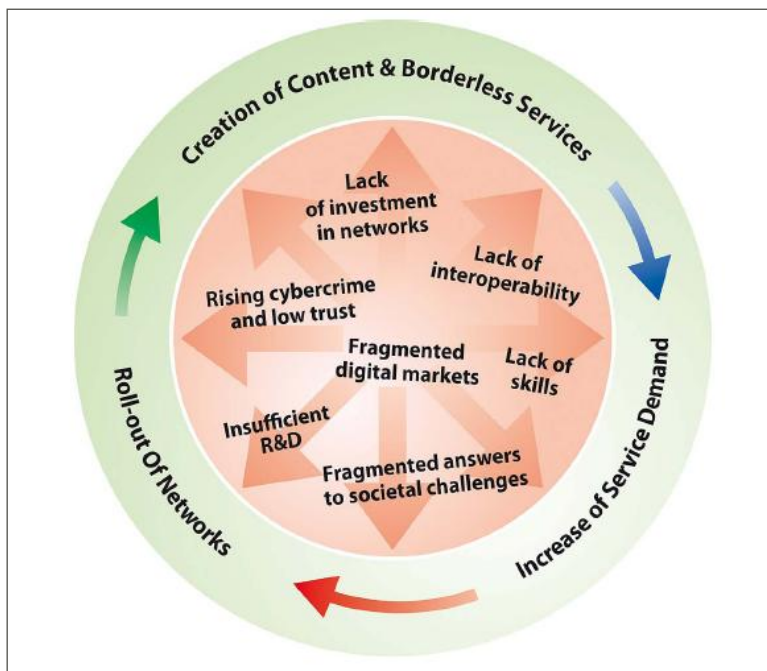 Creation of Content & Borderless Services
Lack
of investment
in networks
Lack of
interoperability
Rising cybercrime
and low trust
Fragmented
digital markets
Lack of
skills
Insufficient
R&D
Fragmented answers
to societal challenges
Increase of Service Demand
Roll-out Of Networks